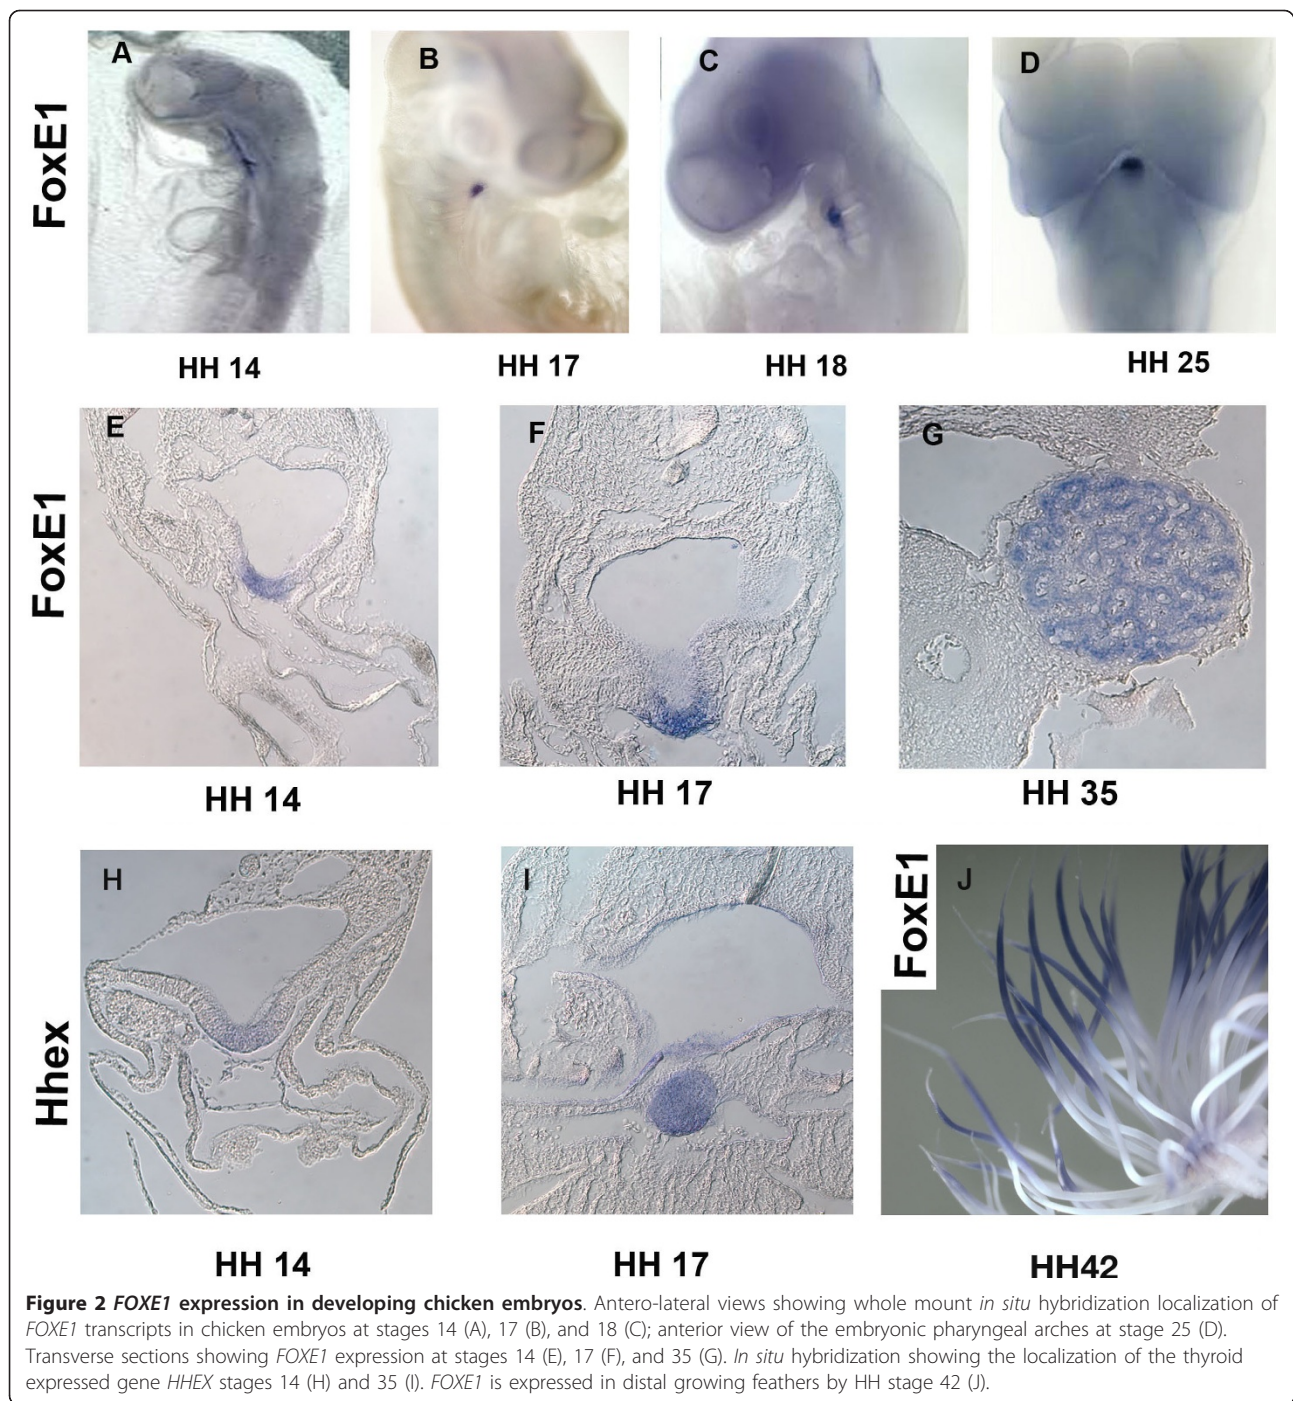 FoxE1
A
B
C
D
HH 14
HH 17
HH 18
HH 25
FoxE1
E
F
G
HH 14
HH 17
HH 35
Hhex
H
I
FoxE1
J
HH 14
HH 17
HH42
Figure 2 FOXE1 expression in developing chicken embryos. Antero-lateral views showing whole mount in situ hybridization localization of
FOXE1 transcripts in chicken embryos at stages 14 (A), 17 (B), and 18 (C); anterior view of the embryonic pharyngeal arches at stage 25 (D).
Transverse sections showing FOXE1 expression at stages 14 (E), 17 (F), and 35 (G). In situ hybridization showing the localization of the thyroid
expressed gene HHEX stages 14 (H) and 35 (I). FOXE1 is expressed in distal growing feathers by HH stage 42 (J).